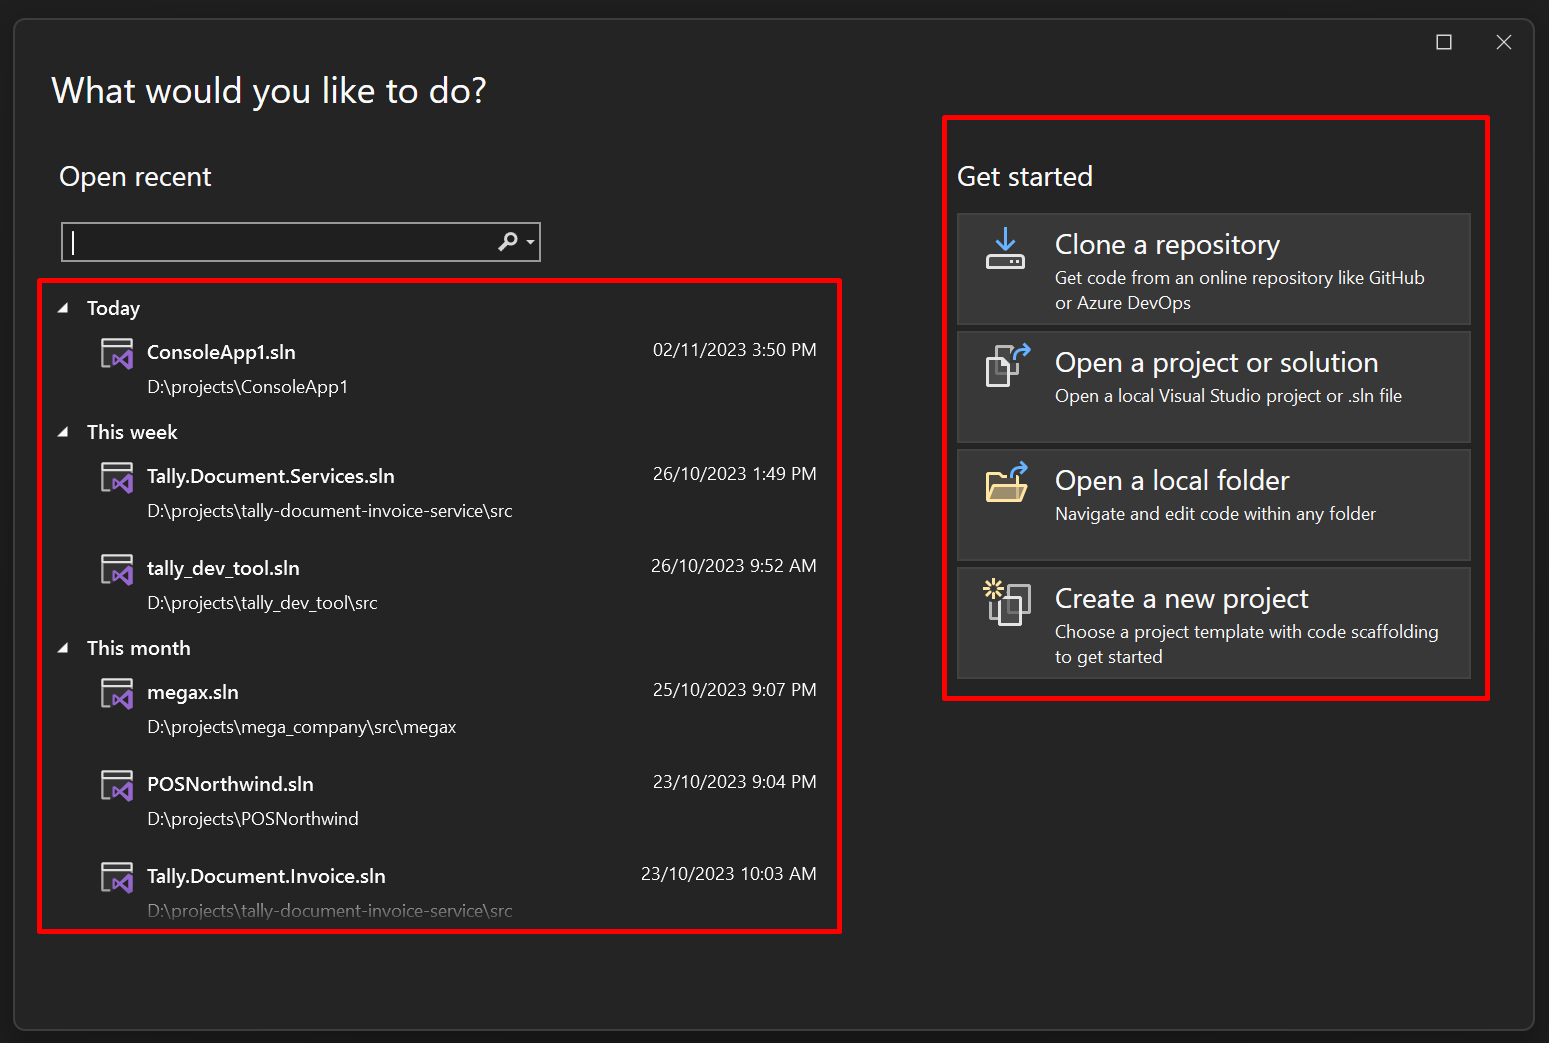 What would you like to do?
Open recent
Today
ConsoleApp1.sln 02/11/2023 3:50 PM
D:\projects\ConsoleApp1
This week
Tally.Document.Services.sln 26/10/2023 1:49 PM
D:\projects\tally-document-invoice-service\src
tally_dev_tool.sln 26/10/2023 9:52 AM
D:\projects\tally_dev_tool\src
This month
megax.sln 25/10/2023 9:07 PM
D:\projects\mega_company\src\megax
POSNorthwind.sln 23/10/2023 9:04 PM
D:\projects\POSNorthwind
Tally.Document.Invoice.sln 23/10/2023 10:03 AM
D:\projects\tally-document-invoice-service\src
Get started
Clone a repository
Get code from an online repository like GitHub
or Azure DevOps
Open a project or solution
Open a local Visual Studio project or .sln file
Open a local folder
Navigate and edit code within any folder
Create a new project
Choose a project template with code scaffolding
to get started